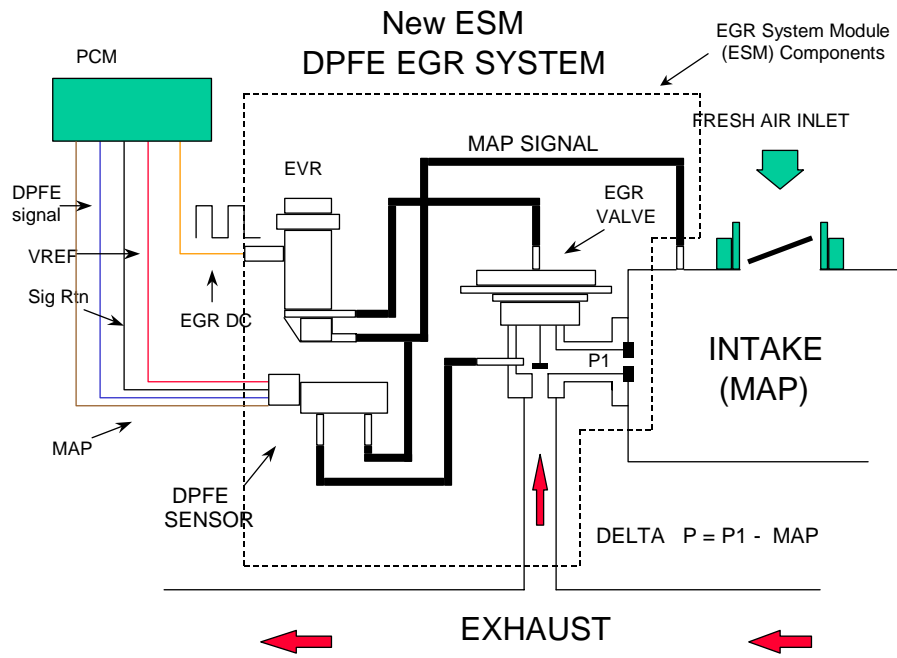 New ESM
DPFE EGR SYSTEM
EGR System Module
(ESM) Components
PCM
FRESH AIR INLET
MAP SIGNAL
EVR
EGR
VALVE
DPFE
signal
VREF
Sig Rtn
EGR DC
P1
INTAKE
(MAP)
MAP
DPFE
SENSOR
DELTA P = P1 - MAP
EXHAUST